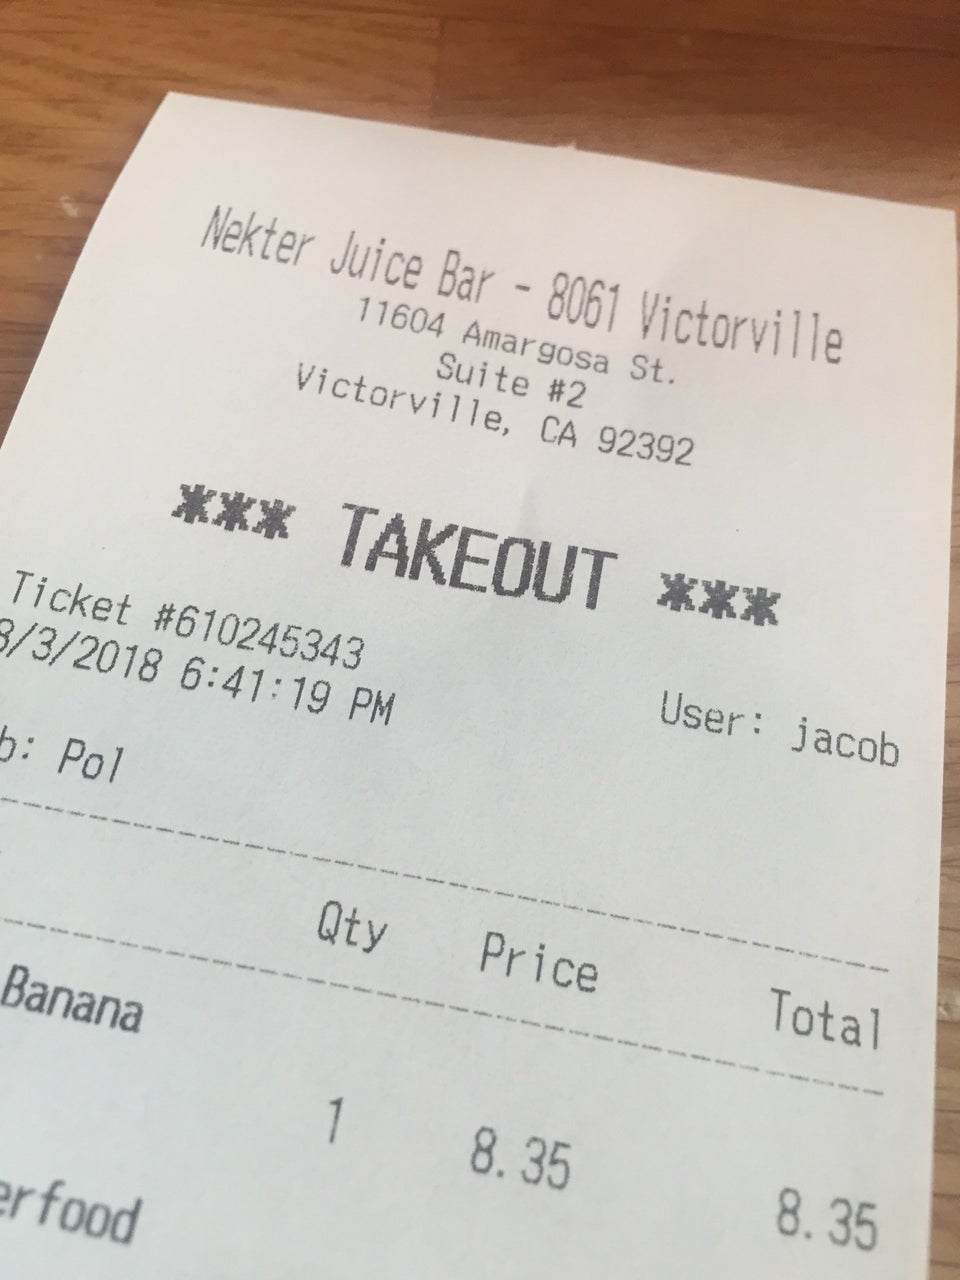 Nekter Juice Bar - 8061 Victorville
11604 Amargosa St.
Suite #2
Victorville, CA 92392
*** TAKEOUT ***
Ticket #610245343
8/3/2018 6:41:19 PM
User: jacob
b: Pol
Qty Price Total
Banana
1 8.35 8.35
erfood